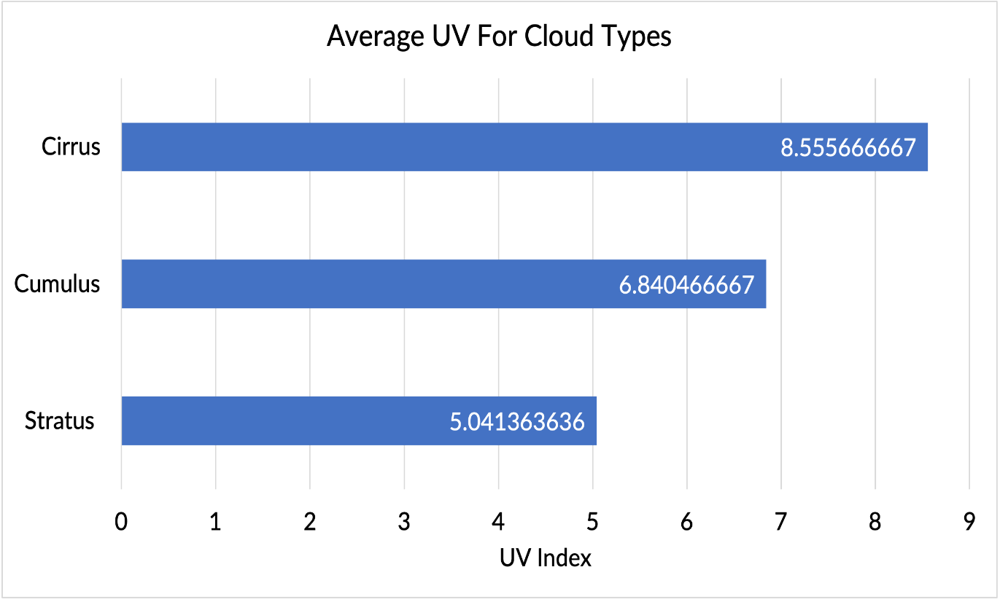 Average UV For Cloud Types
Cirrus
8.555666667
Cumulus
6.840466667
Stratus
5.041363636
0 1 2 3 4 5 6 7 8 9
UV Index